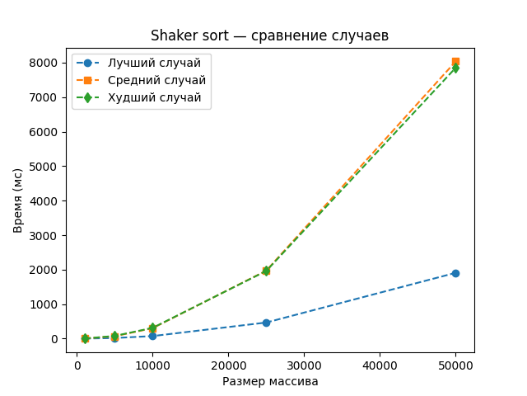 Shaker sort — сравнение случаев
Лучший случай
Средний случай
Худший случай
Время (мс)
8000
7000
6000
5000
4000
3000
2000
1000
0
0
10000
20000
30000
40000
50000
Размер массива